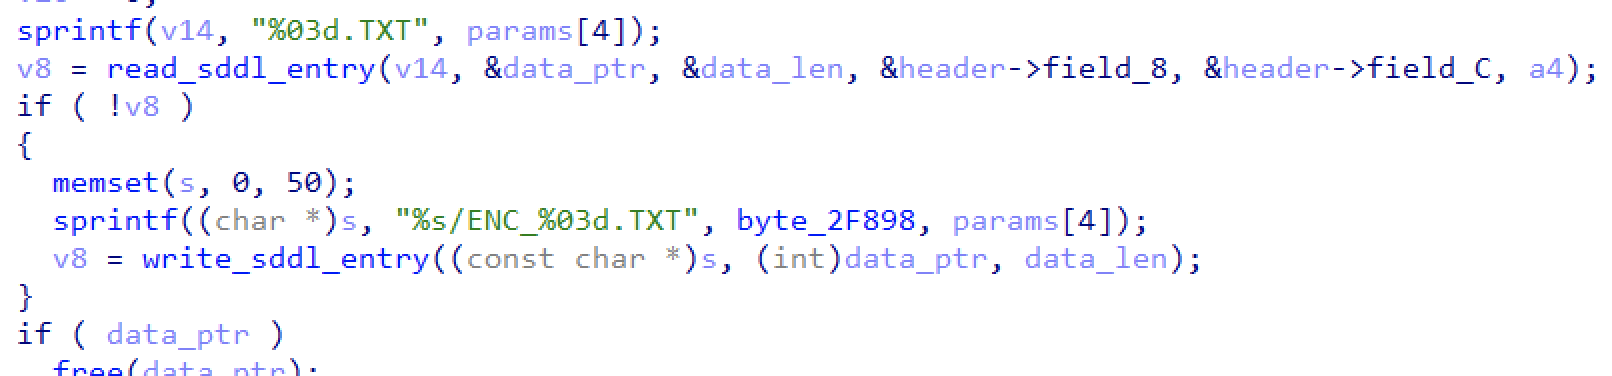 sprintf(v14, "%03d.TXT", params[4]);
v8 = read_sddl_entry(v14, &data_ptr, &data_len, &header->field_8, &header->field_C, a4);
if ( !v8 )
{
memset(s, 0, 50);
sprintf((char *)s, "%s/ENC_%03d.TXT", byte_2F898, params[4]);
v8 = write_sddl_entry((const char *)s, (int)data_ptr, data_len);
}
if ( data_ptr )
free(data_ptr);